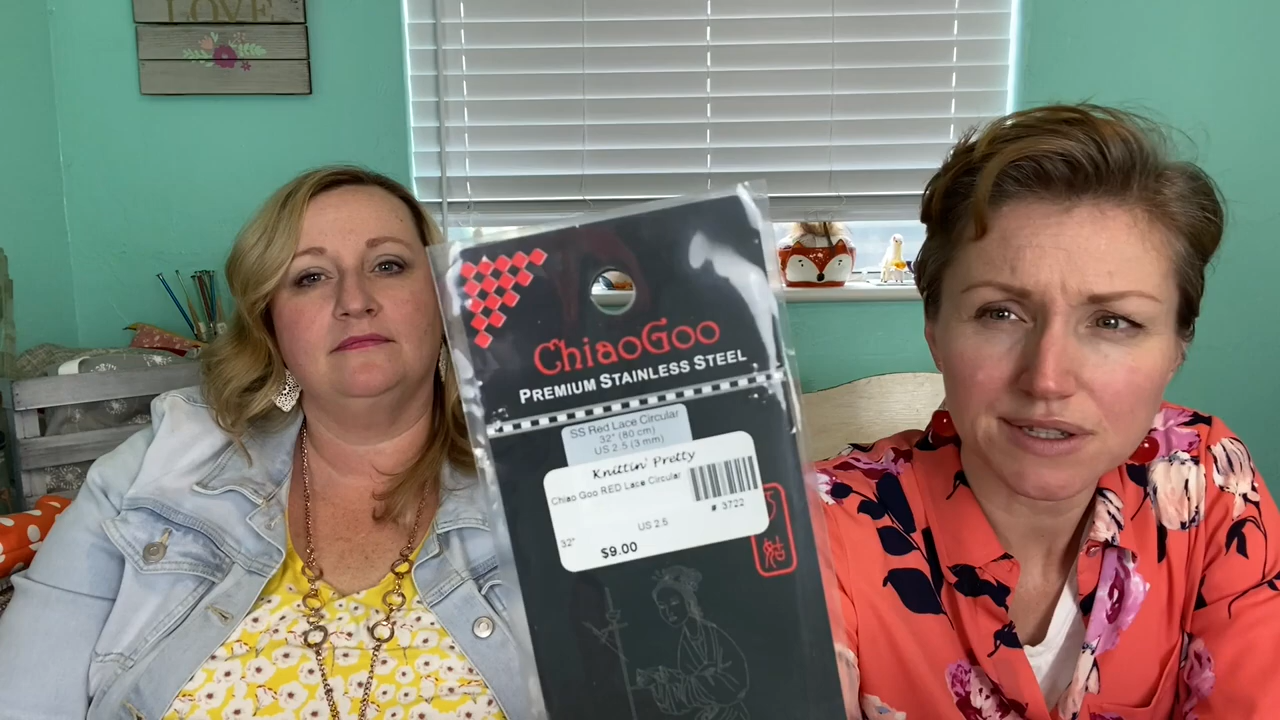 LOVE
ChiaoGoo
PREMIUM STAINLESS STEEL
SS Red Lace Circular
32" (80 cm)
US 2.5 (3 mm)
Knittin' Pretty
Chiao Goo RED Lace Circular
# 3722
US 2.5
32"
$9.00